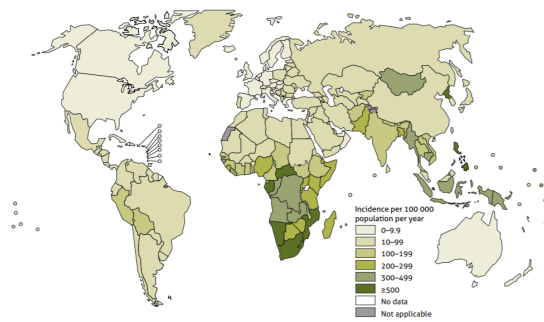 Incidence per 100 000
population per year
0–9.9
10–99
100–199
200–299
300–499
≥500
No data
Not applicable